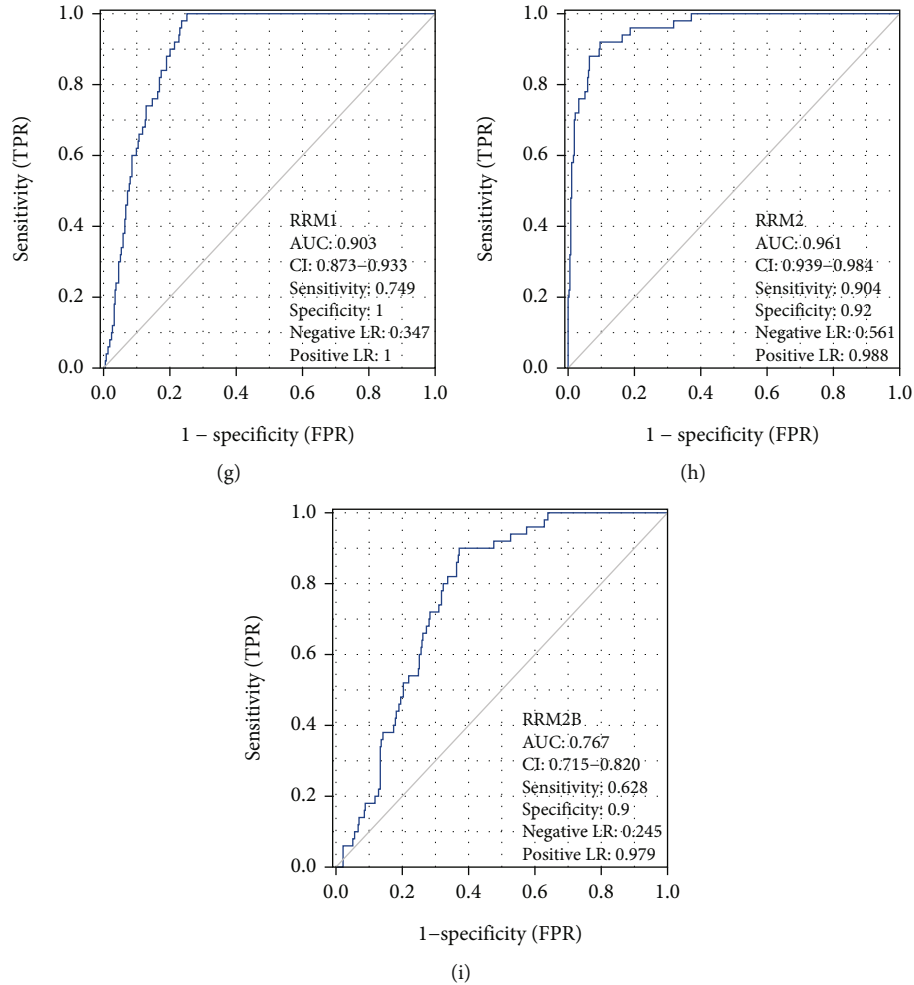 1.0
0.8
0.6
0.4
0.2
0.0
Sensitivity (TPR)
RRM1
AUC: 0.903
CI: 0.873–0.933
Sensitivity: 0.749
Specificity: 1
Negative LR: 0.347
Positive LR: 1
0.0 0.2 0.4 0.6 0.8 1.0
1 – specificity (FPR)
(g)
1.0
0.8
0.6
0.4
0.2
0.0
Sensitivity (TPR)
RRM2
AUC: 0.961
CI: 0.939–0.984
Sensitivity: 0.904
Specificity: 0.92
Negative LR: 0.561
Positive LR: 0.988
0.0 0.2 0.4 0.6 0.8 1.0
1 – specificity (FPR)
(h)
1.0
0.8
0.6
0.4
0.2
0.0
Sensitivity (TPR)
RRM2B
AUC: 0.767
CI: 0.715–0.820
Sensitivity: 0.628
Specificity: 0.9
Negative LR: 0.245
Positive LR: 0.979
0.0 0.2 0.4 0.6 0.8 1.0
1–specificity (FPR)
(i)